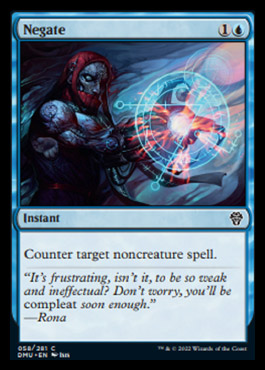 Negate 1
Instant
Counter target noncreature spell.
“It’s frustrating, isn’t it, to be so weak
and ineffectual? Don’t worry, you’ll be
compleat soon enough.”
—Rona
058/281 C
DMU • EN
™ & © 2022 Wizards of the Coast